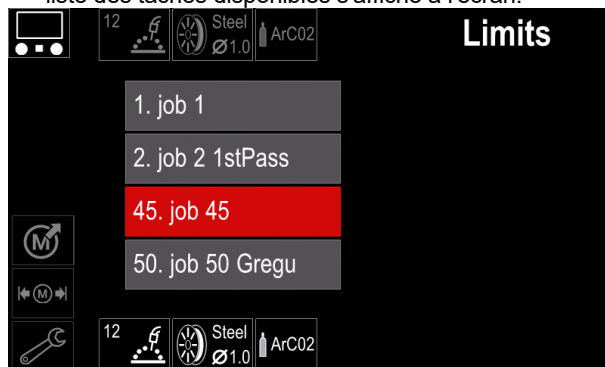 liste des tâches disponibles s'affiche à l'écran.
12 Steel Ø1.0 ArC02 Limits
1. job 1
2. job 2 1stPass
45. job 45
50. job 50 Gregu
M
M
12 Steel Ø1.0 ArC02